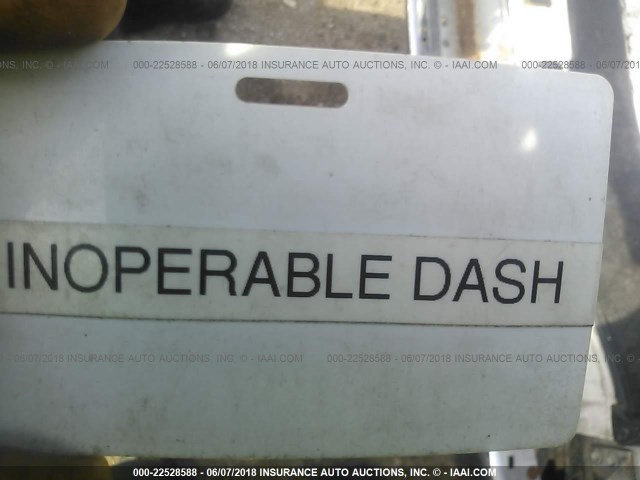 000-22528588 - 06/07/2018 INSURANCE AUTO AUCTIONS, INC. © - IAAI.COM
INOPERABLE DASH
000-22528588 - 06/07/2018 INSURANCE AUTO AUCTIONS, INC. © - IAAI.COM
000-22528588 - 06/07/2018 INSURANCE AUTO AUCTIONS, INC. © - IAAI.COM